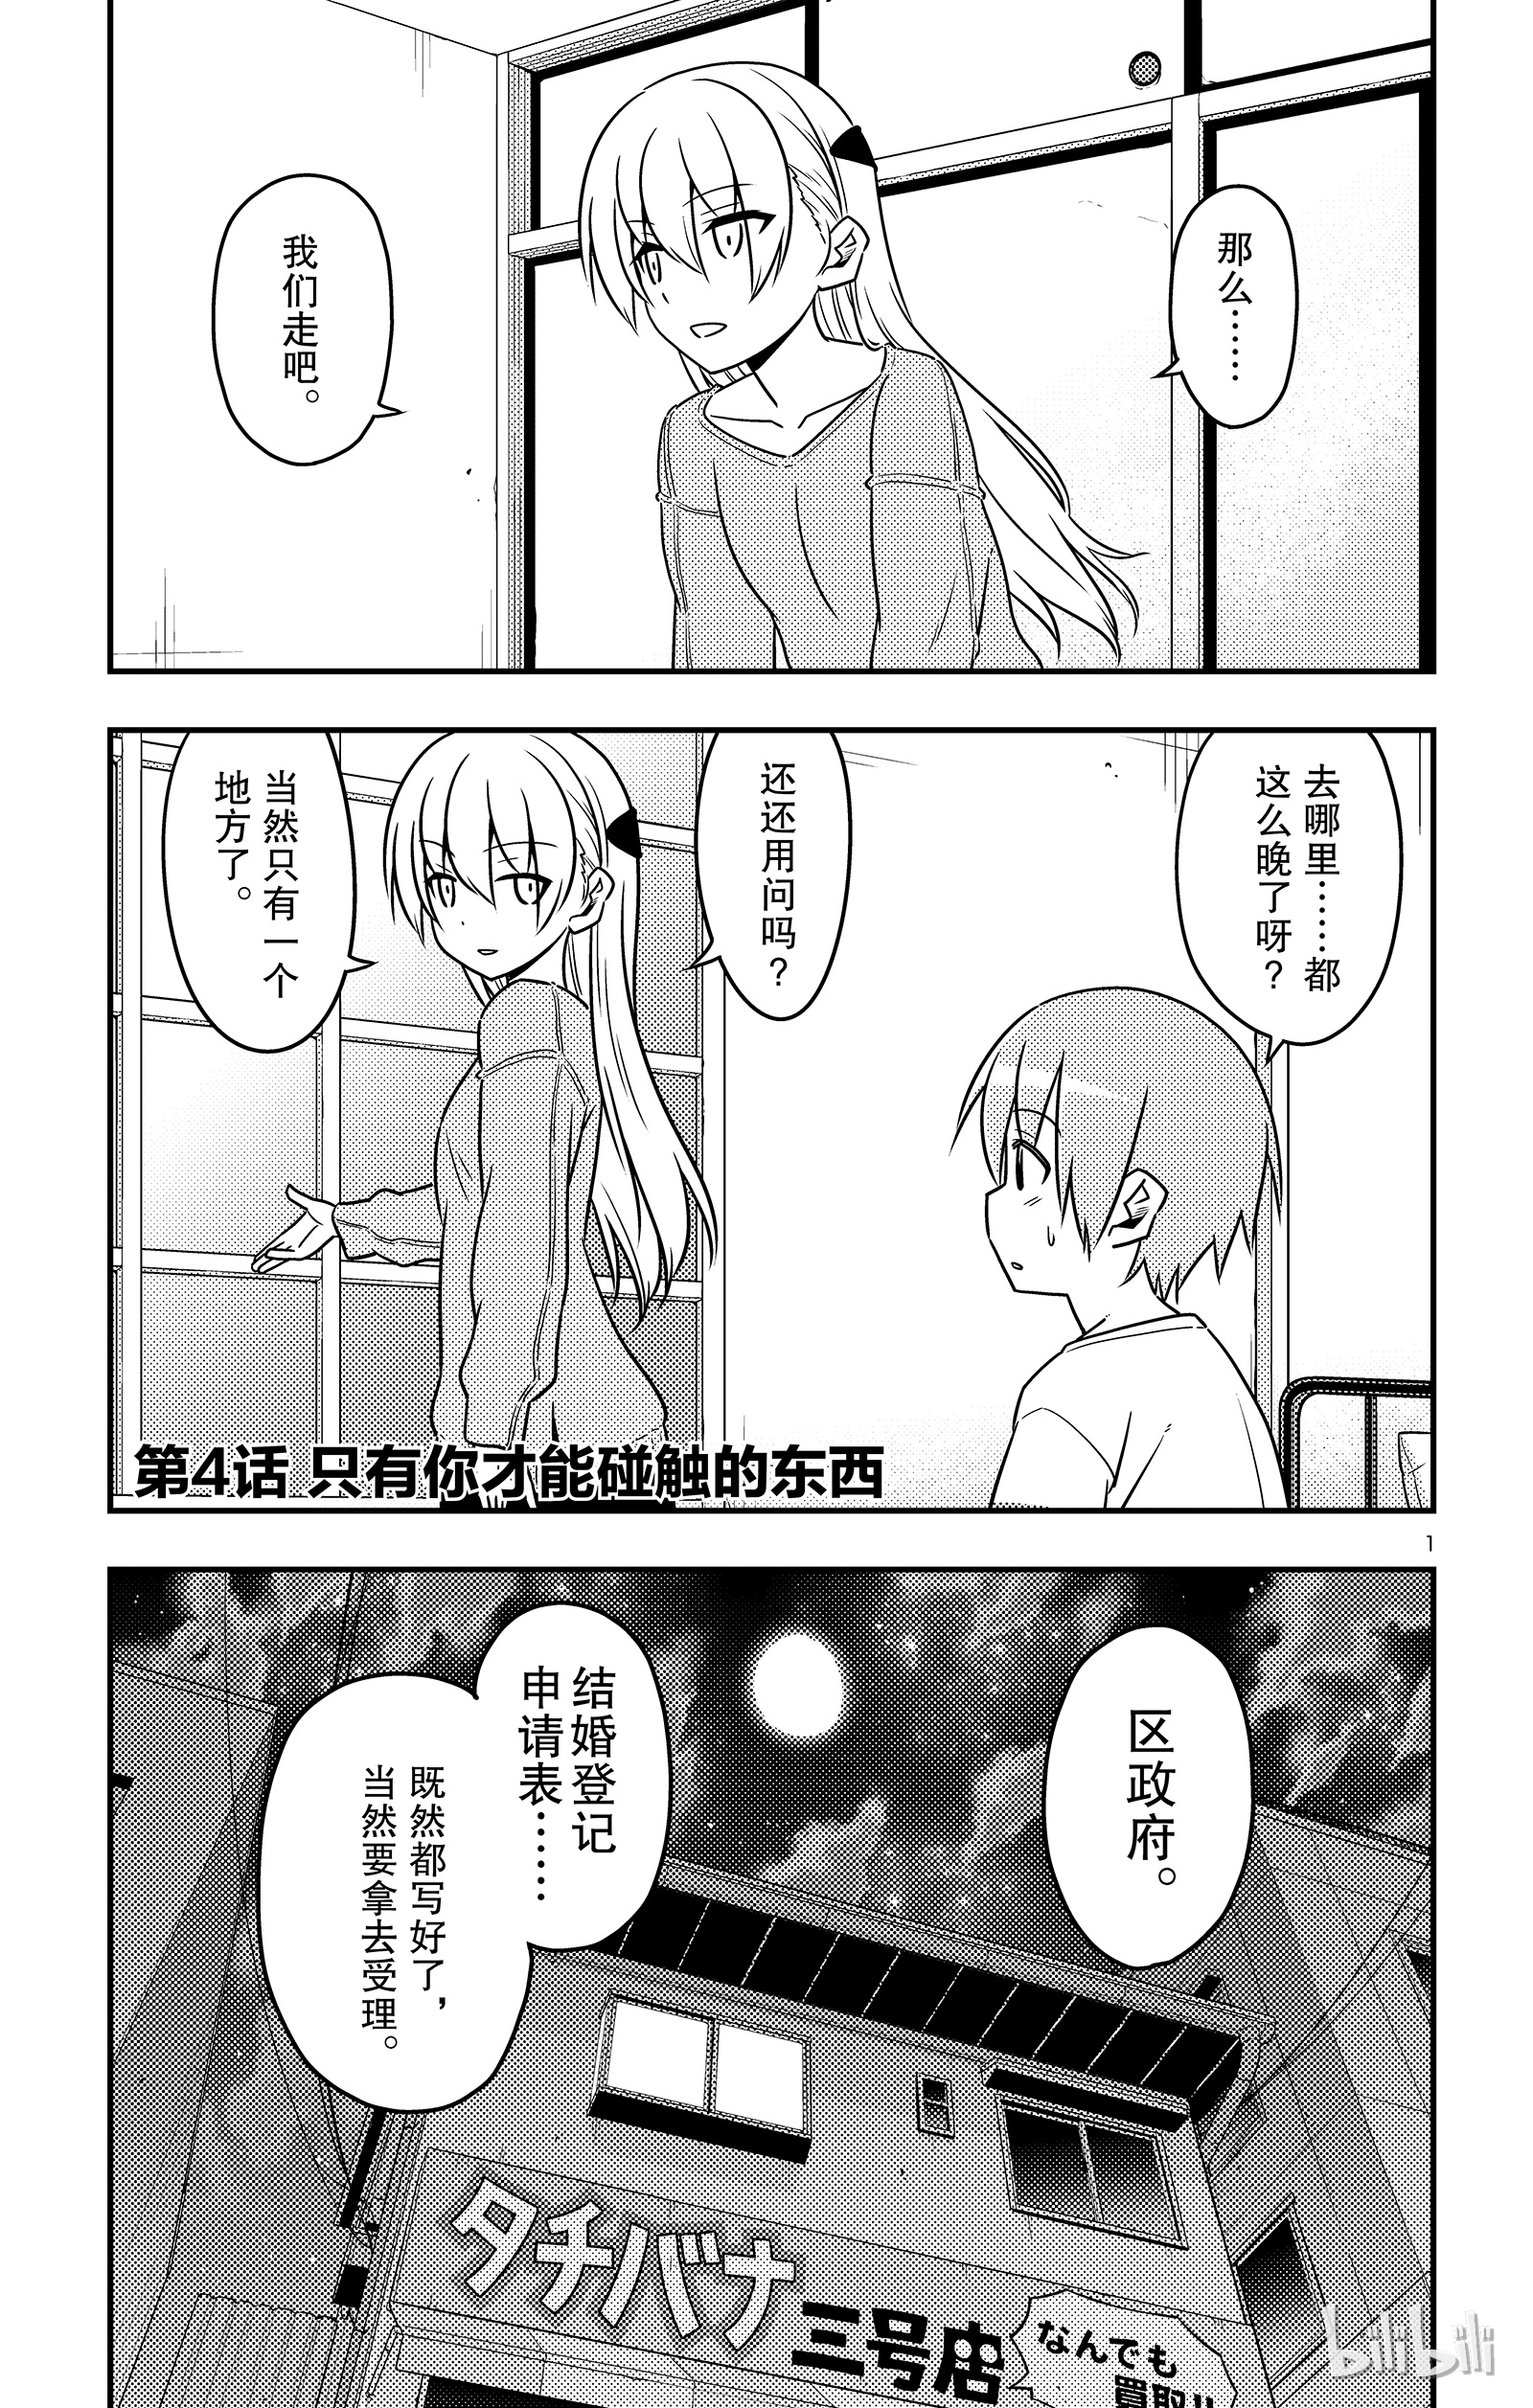 那么……
我们走吧。
去哪里……都
这么晚了呀？
还还用问吗？
当然只有一个
地方了。
第4话 只有你才能碰触的东西
1
区政府。
结婚登记
申请表……
既然都写好了，
当然要拿去受理。
タチバナ
三号店
なんでも
買取!!
bilibili